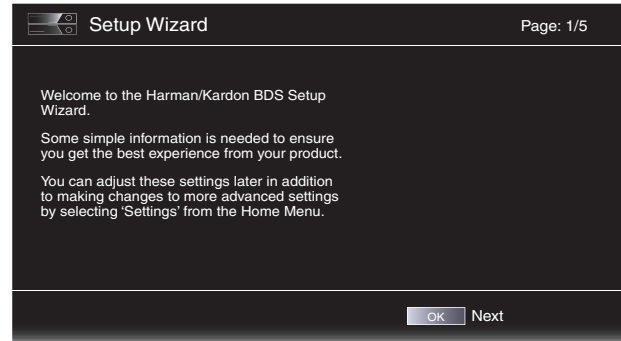 Setup Wizard
Page: 1/5
Welcome to the Harman/Kardon BDS Setup
Wizard.
Some simple information is needed to ensure
you get the best experience from your product.
You can adjust these settings later in addition
to making changes to more advanced settings
by selecting ‘Settings’ from the Home Menu.
OK Next